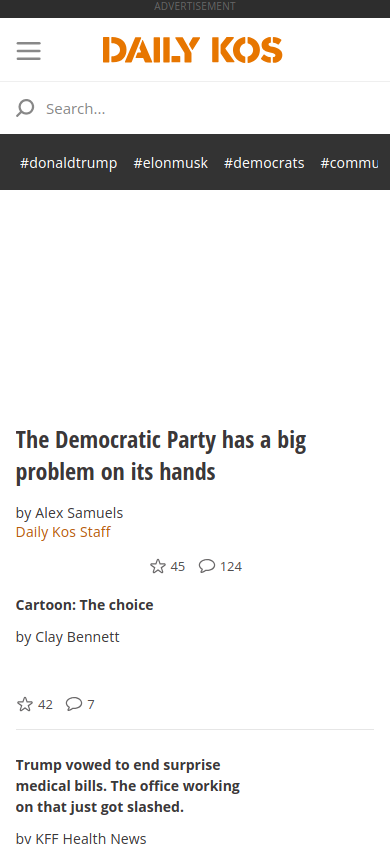 ADVERTISEMENT
DAILY KOS
Search...
#donaldtrump #elonmusk #democrats #commu
The Democratic Party has a big
problem on its hands
by Alex Samuels
Daily Kos Staff
45 124
Cartoon: The choice
by Clay Bennett
42 7
Trump vowed to end surprise
medical bills. The office working
on that just got slashed.
by KFF Health News